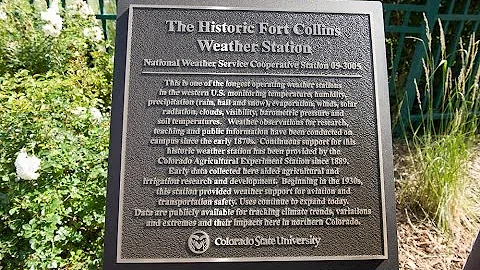 The Historic Fort Collins
Weather Station
National Weather Service Cooperative Station 05-3005
This is one of the longest operating weather stations
in the western U.S. monitoring temperature, humidity,
precipitation (rain, hail and snow), evaporation, winds, solar
radiation, clouds, visibility, barometric pressure and
soil temperatures. Weather observations for research,
teaching and public information have been conducted on
campus since the early 1870s. Continuous support for this
historic weather station has been provided by the
Colorado Agricultural Experiment Station since 1889.
Early data collected here aided agricultural and
irrigation research and development. Beginning in the 1930s,
this station provided weather support for aviation and
transportation safety. Uses continue to expand today.
Data are publicly available for tracking climate trends, variations
and extremes and their impacts here in northern Colorado.
Colorado State University